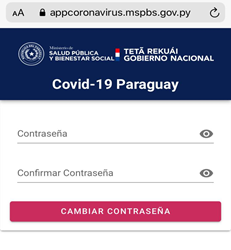 AA appcoronavirus.mspbs.gov.py
Ministerio de
SALUD PÚBLICA
Y BIENESTAR SOCIAL
TETÃ REKUÁI
GOBIERNO NACIONAL
Covid-19 Paraguay
Contraseña
Confirmar Contraseña
CAMBIAR CONTRASEÑA